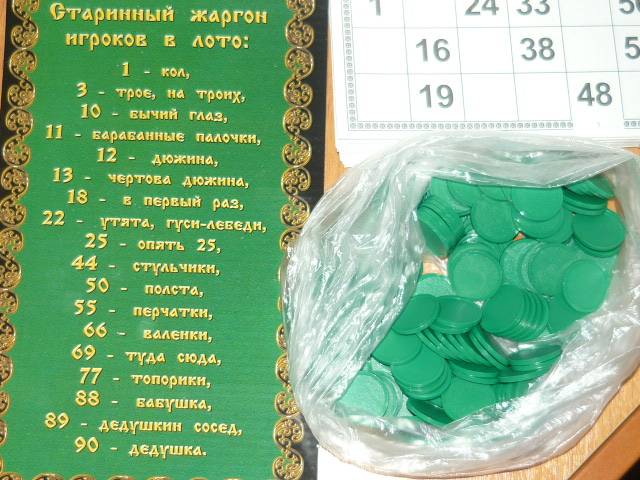 Старинный жаргон
игроков в лото:
1 - кол,
3 - трое, на троих,
10 - бычий глаз,
11 - барабанные палочки,
12 - дюжина,
13 - чертова дюжина,
18 - в первый раз,
22 - утята, гуси-лебеди,
25 - опять 25,
44 - стульчики,
50 - полста,
55 - перчатки,
66 - валенки,
69 - туда сюда,
77 - топорики,
88 - бабушка,
89 - дедушкин сосед,
90 - дедушка.
1 24 33
16 38
19 48